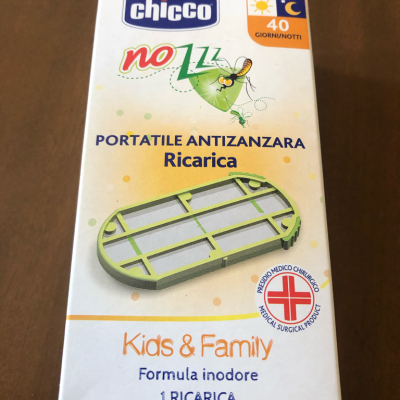 chicco
40
GIORNI/NOTTI
no Zzz
PORTATILE ANTIZANZARA
Ricarica
PRESIDIO MEDICO CHIRURGICO
MEDICAL SURGICAL PRODUCT
Kids & Family
Formula inodore
1 RICARICA